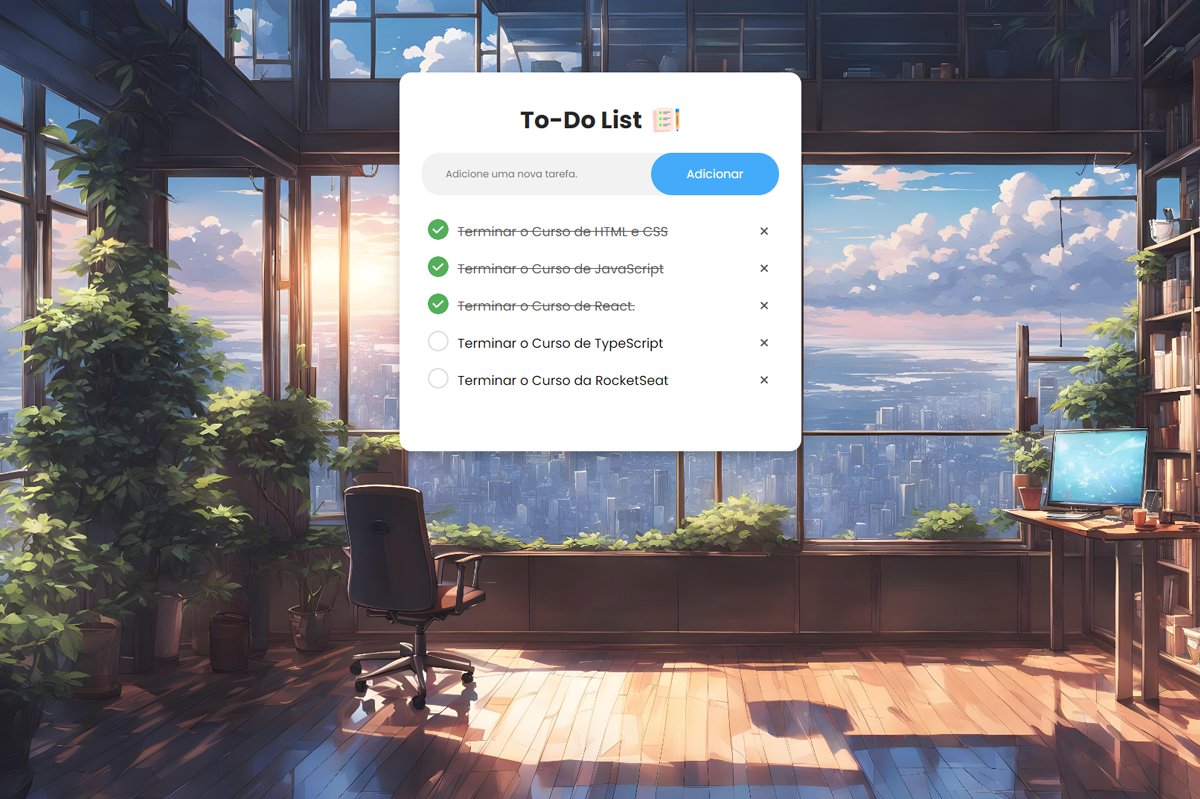 To-Do List
Adicione uma nova tarefa.
Adicionar
Terminar o Curso de HTML e CSS
Terminar o Curso de JavaScript
Terminar o Curso de React.
Terminar o Curso de TypeScript
Terminar o Curso da RocketSeat